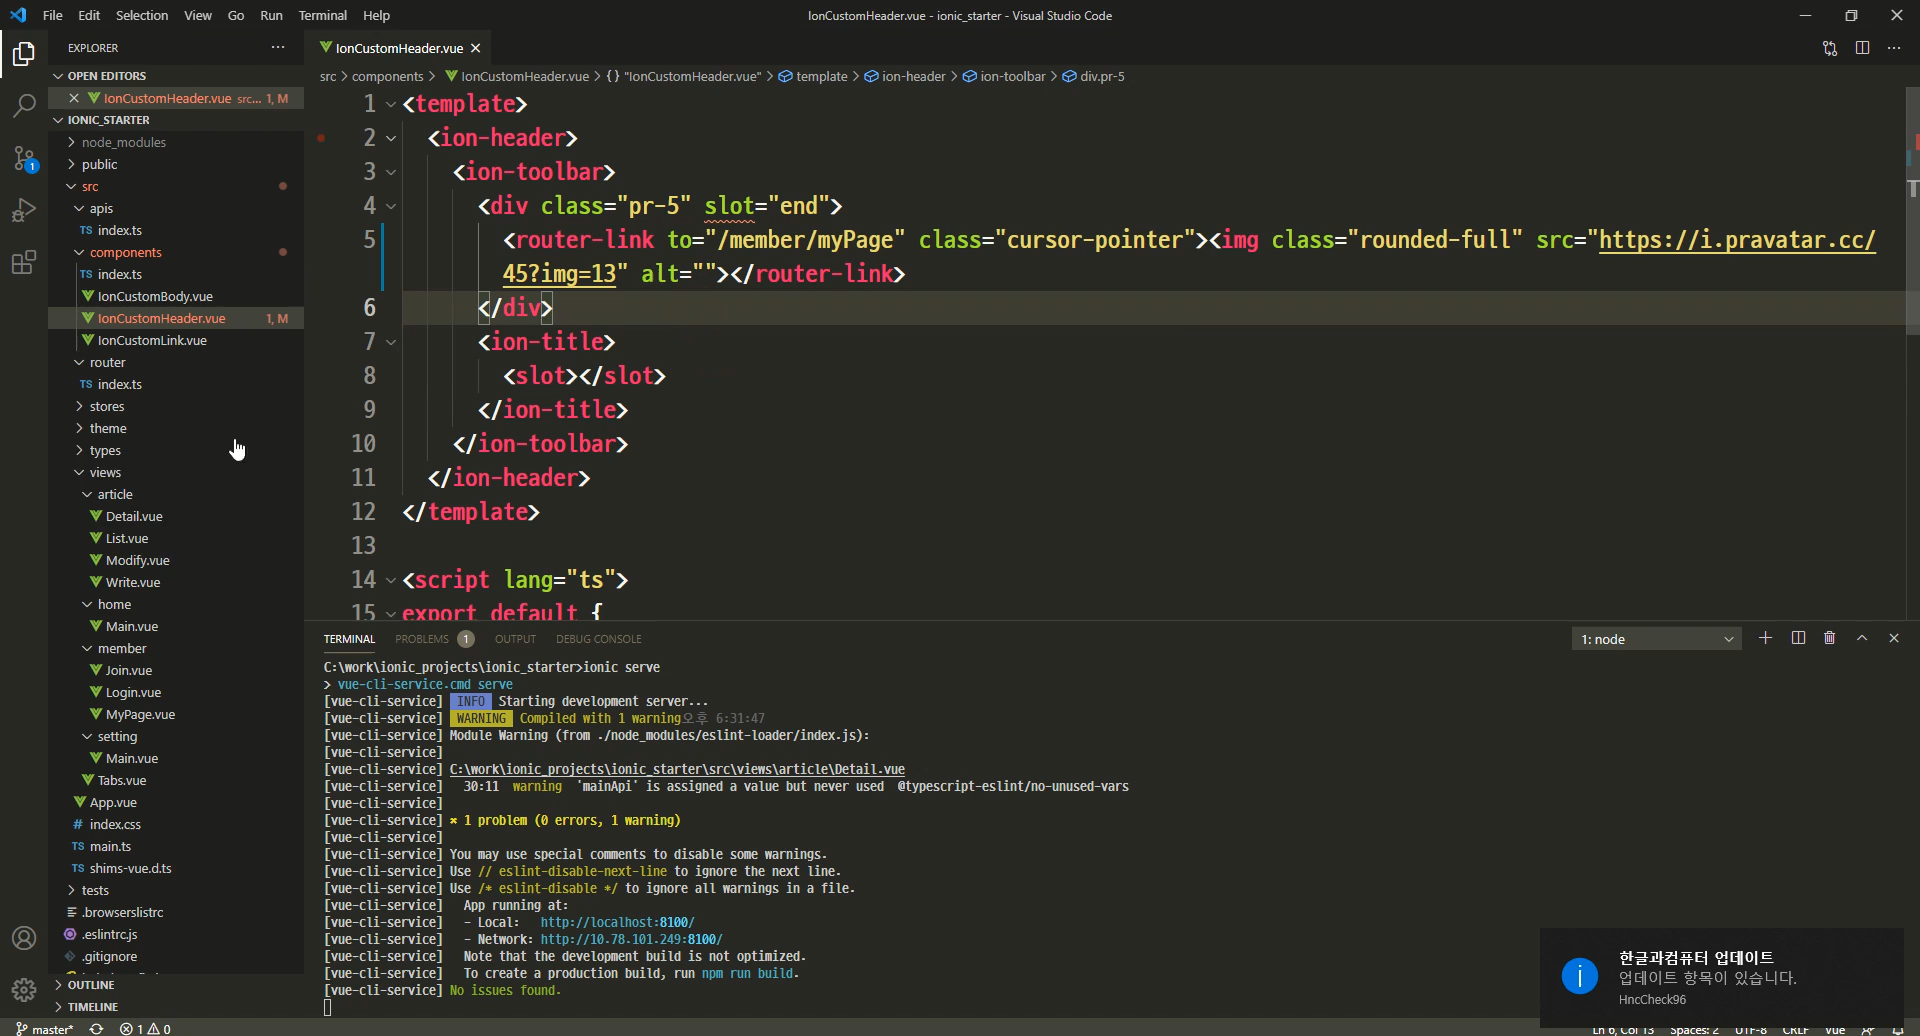 File Edit Selection View Go Run Terminal Help
IonCustomHeader.vue - ionic_starter - Visual Studio Code
EXPLORER
OPEN EDITORS
IonCustomHeader.vue src... 1, M
IONIC_STARTER
node_modules
public
src
apis
TS index.ts
components
TS index.ts
IonCustomBody.vue
IonCustomHeader.vue 1, M
IonCustomLink.vue
router
TS index.ts
stores
theme
types
views
article
Detail.vue
List.vue
Modify.vue
Write.vue
home
Main.vue
member
Join.vue
Login.vue
MyPage.vue
setting
Main.vue
Tabs.vue
App.vue
# index.css
TS main.ts
TS shims-vue.d.ts
tests
.browserslistrc
.eslintrc.js
.gitignore
OUTLINE
TIMELINE
IonCustomHeader.vue
src > components > IonCustomHeader.vue > {} "IonCustomHeader.vue" > template > ion-header > ion-toolbar > div.pr-5
1 <template>
2 <ion-header>
3 <ion-toolbar>
4 <div class="pr-5" slot="end">
5 <router-link to="/member/myPage" class="cursor-pointer"><img class="rounded-full" src="https://i.pravatar.cc/
45?img=13" alt=""></router-link>
6 </div>
7 <ion-title>
8 <slot></slot>
9 </ion-title>
10 </ion-toolbar>
11 </ion-header>
12 </template>
13
14 <script lang="ts">
15 export default {
TERMINAL PROBLEMS 1 OUTPUT DEBUG CONSOLE
1: node
C:\work\ionic_projects\ionic_starter>ionic serve
> vue-cli-service.cmd serve
[vue-cli-service] INFO Starting development server...
[vue-cli-service] WARNING Compiled with 1 warning오후 6:31:47
[vue-cli-service] Module Warning (from ./node_modules/eslint-loader/index.js):
[vue-cli-service]
[vue-cli-service] C:\work\ionic_projects\ionic_starter\src\views\article\Detail.vue
[vue-cli-service] 30:11 warning 'mainApi' is assigned a value but never used @typescript-eslint/no-unused-vars
[vue-cli-service]
[vue-cli-service] ✖ 1 problem (0 errors, 1 warning)
[vue-cli-service]
[vue-cli-service] You may use special comments to disable some warnings.
[vue-cli-service] Use // eslint-disable-next-line to ignore the next line.
[vue-cli-service] Use /* eslint-disable */ to ignore all warnings in a file.
[vue-cli-service] App running at:
[vue-cli-service] - Local: http://localhost:8100/
[vue-cli-service] - Network: http://10.78.101.249:8100/
[vue-cli-service] Note that the development build is not optimized.
[vue-cli-service] To create a production build, run npm run build.
[vue-cli-service] No issues found.
한글과컴퓨터 업데이트
업데이트 항목이 있습니다.
HncCheck96
master* 1 0
Ln 6, Col 13 Spaces: 2 UTF-8 CRLF Vue